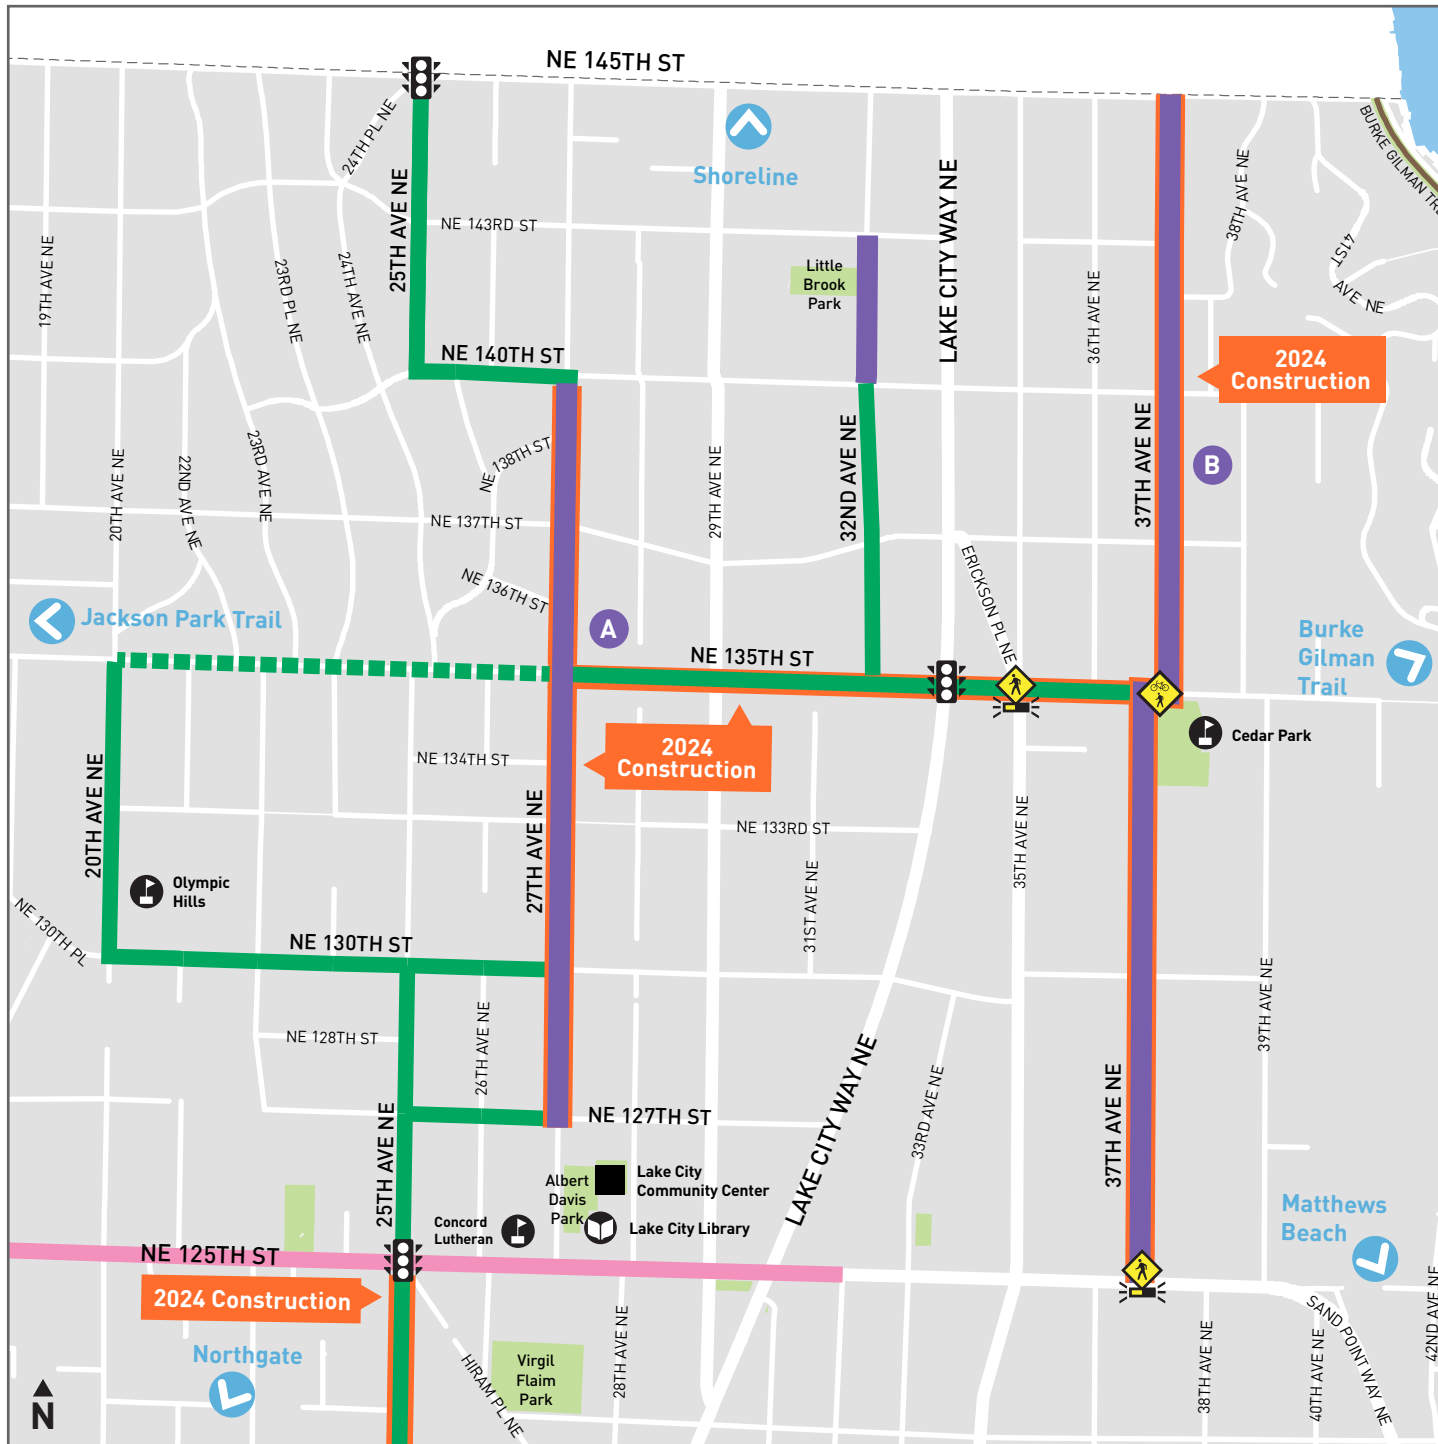 NE 145TH ST
24TH PL NE
25TH AVE NE
Shoreline
LAKE CITY WAY NE
38TH AVE NE
BURKE GILMAN
41ST
AVE NE
NE 143RD ST
19TH AVE NE
23RD PL NE
24TH AVE NE
Little
Brook
Park
36TH AVE NE
2024
Construction
NE 140TH ST
37TH AVE NE
B
NE 138TH ST
32ND AVE NE
29TH AVE NE
20TH AVE NE
22ND AVE NE
23RD AVE NE
NE 137TH ST
NE 136TH ST
ERICKSON PL NE
Jackson Park Trail
A
NE 135TH ST
Burke
Gilman
Trail
Cedar Park
2024
Construction
NE 134TH ST
20TH AVE NE
27TH AVE NE
NE 133RD ST
35TH AVE NE
31ST AVE NE
Olympic
Hills
NE 130TH PL
NE 130TH ST
39TH AVE NE
NE 128TH ST
26TH AVE NE
25TH AVE NE
NE 127TH ST
LAKE CITY WAY NE
33RD AVE NE
37TH AVE NE
Albert
Davis
Park
Lake City
Community Center
Lake City Library
Concord
Lutheran
Matthews
Beach
NE 125TH ST
2024 Construction
Northgate
HIRAM PL NE
Virgil
Flaim
Park
28TH AVE NE
38TH AVE NE
40TH AVE NE
SAND POINT WAY NE
42ND AVE NE
N